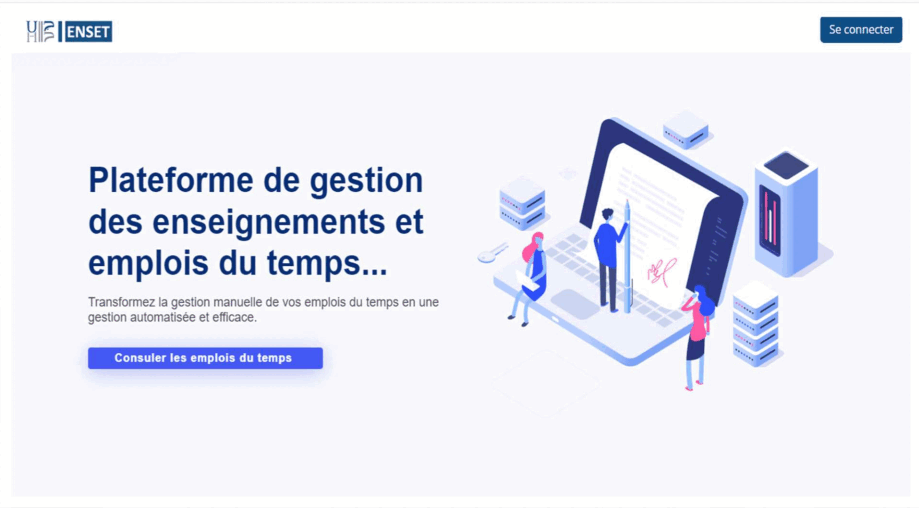 UH2 ENSET
Se connecter
Plateforme de gestion
des enseignements et
emplois du temps...
Transformez la gestion manuelle de vos emplois du temps en une
gestion automatisée et efficace.
Consuler les emplois du temps